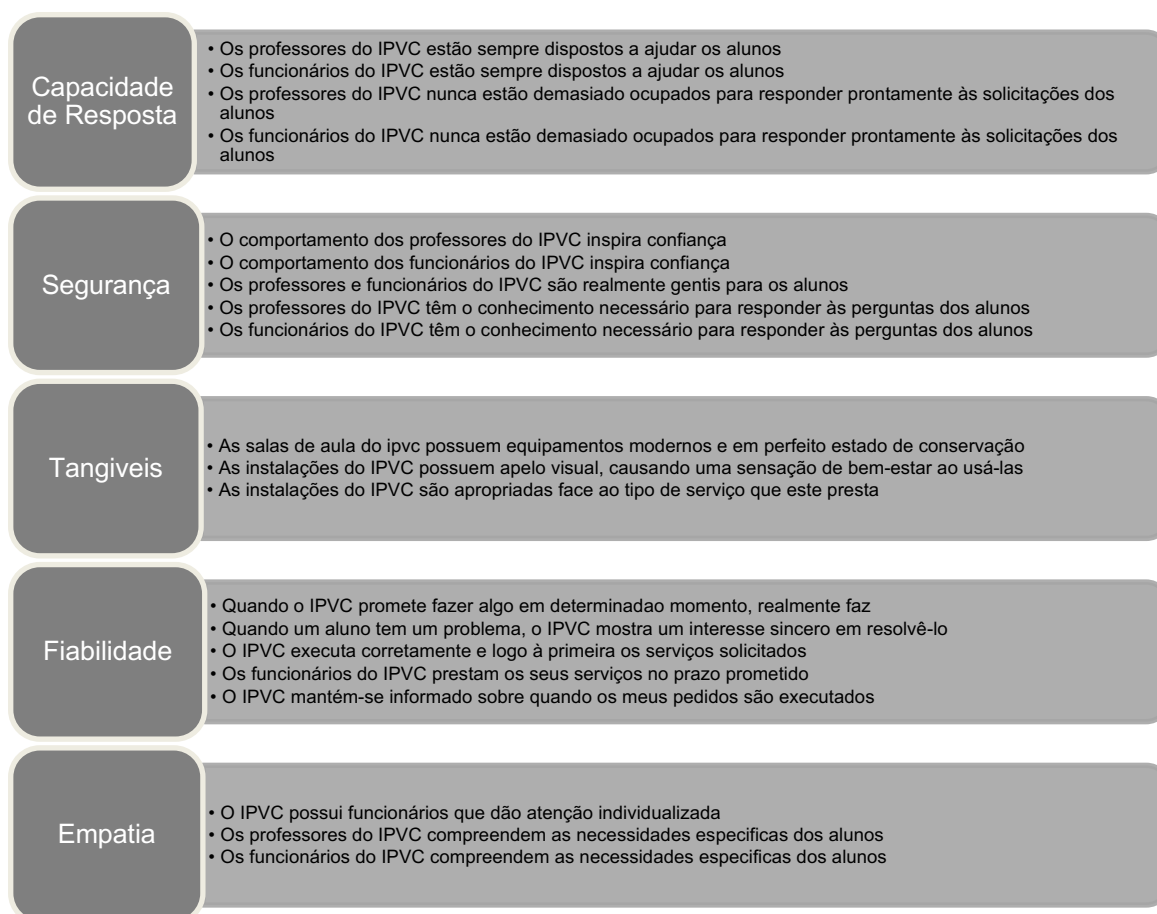 Capacidade
de Resposta
• Os professores do IPVC estão sempre dispostos a ajudar os alunos
• Os funcionários do IPVC estão sempre dispostos a ajudar os alunos
• Os professores do IPVC nunca estão demasiado ocupados para responder prontamente às solicitações dos
alunos
• Os funcionários do IPVC nunca estão demasiado ocupados para responder prontamente às solicitações dos
alunos
Segurança
• O comportamento dos professores do IPVC inspira confiança
• O comportamento dos funcionários do IPVC inspira confiança
• Os professores e funcionários do IPVC são realmente gentis para os alunos
• Os professores do IPVC têm o conhecimento necessário para responder às perguntas dos alunos
• Os funcionários do IPVC têm o conhecimento necessário para responder às perguntas dos alunos
Tangiveis
• As salas de aula do ipvc possuem equipamentos modernos e em perfeito estado de conservação
• As instalações do IPVC possuem apelo visual, causando uma sensação de bem-estar ao usá-las
• As instalações do IPVC são apropriadas face ao tipo de serviço que este presta
Fiabilidade
• Quando o IPVC promete fazer algo em determinadao momento, realmente faz
• Quando um aluno tem um problema, o IPVC mostra um interesse sincero em resolvê-lo
• O IPVC executa corretamente e logo à primeira os serviços solicitados
• Os funcionários do IPVC prestam os seus serviços no prazo prometido
• O IPVC mantém-se informado sobre quando os meus pedidos são executados
Empatia
• O IPVC possui funcionários que dão atenção individualizada
• Os professores do IPVC compreendem as necessidades especificas dos alunos
• Os funcionários do IPVC compreendem as necessidades especificas dos alunos